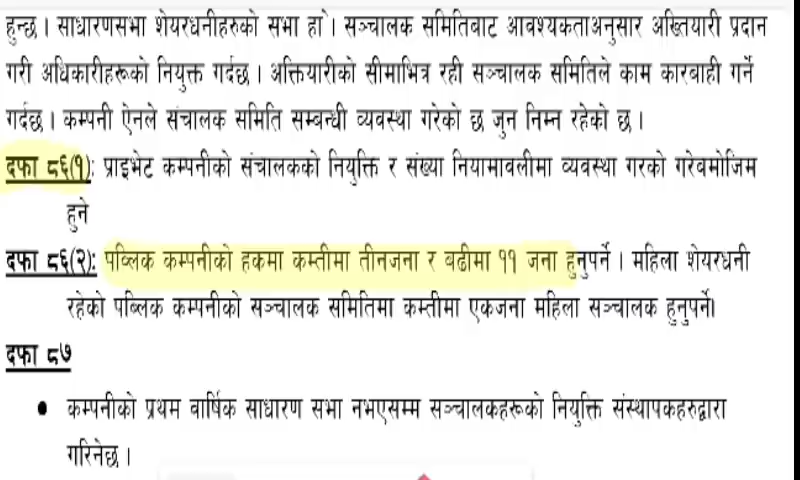 हुन्छ । साधारणसभा शेयरधनीहरुको सभा हो । सञ्चालक समितिबाट आवश्यकताअनुसार अख्तियारी प्रदान
गरी अधिकारीहरूको नियुक्त गर्दछ । अक्तियारीको सीमाभित्र रही सञ्चालक समितिले काम कारबाही गर्ने
गर्दछ । कम्पनी ऐनले संचालक समिति सम्बन्धी व्यवस्था गरेको छ जुन निम्न रहेको छ ।
दफा ८६(१): प्राइभेट कम्पनीको संचालकको नियुक्ति र संख्या नियामावलीमा व्यवस्था गरको गरेबमोजिम
हुने
दफा ८६(२): पब्लिक कम्पनीको हकमा कम्तीमा तीनजना र बढीमा ११ जना हुनुपर्ने । महिला शेयरधनी
रहेको पब्लिक कम्पनीको सञ्चालक समितिमा कम्तीमा एकजना महिला सञ्चालक हुनुपर्ने।
दफा ८७
• कम्पनीको प्रथम वार्षिक साधारण सभा नभएसम्म सञ्चालकहरूको नियुक्ति संस्थापकहरुद्वारा
गरिनेछ ।